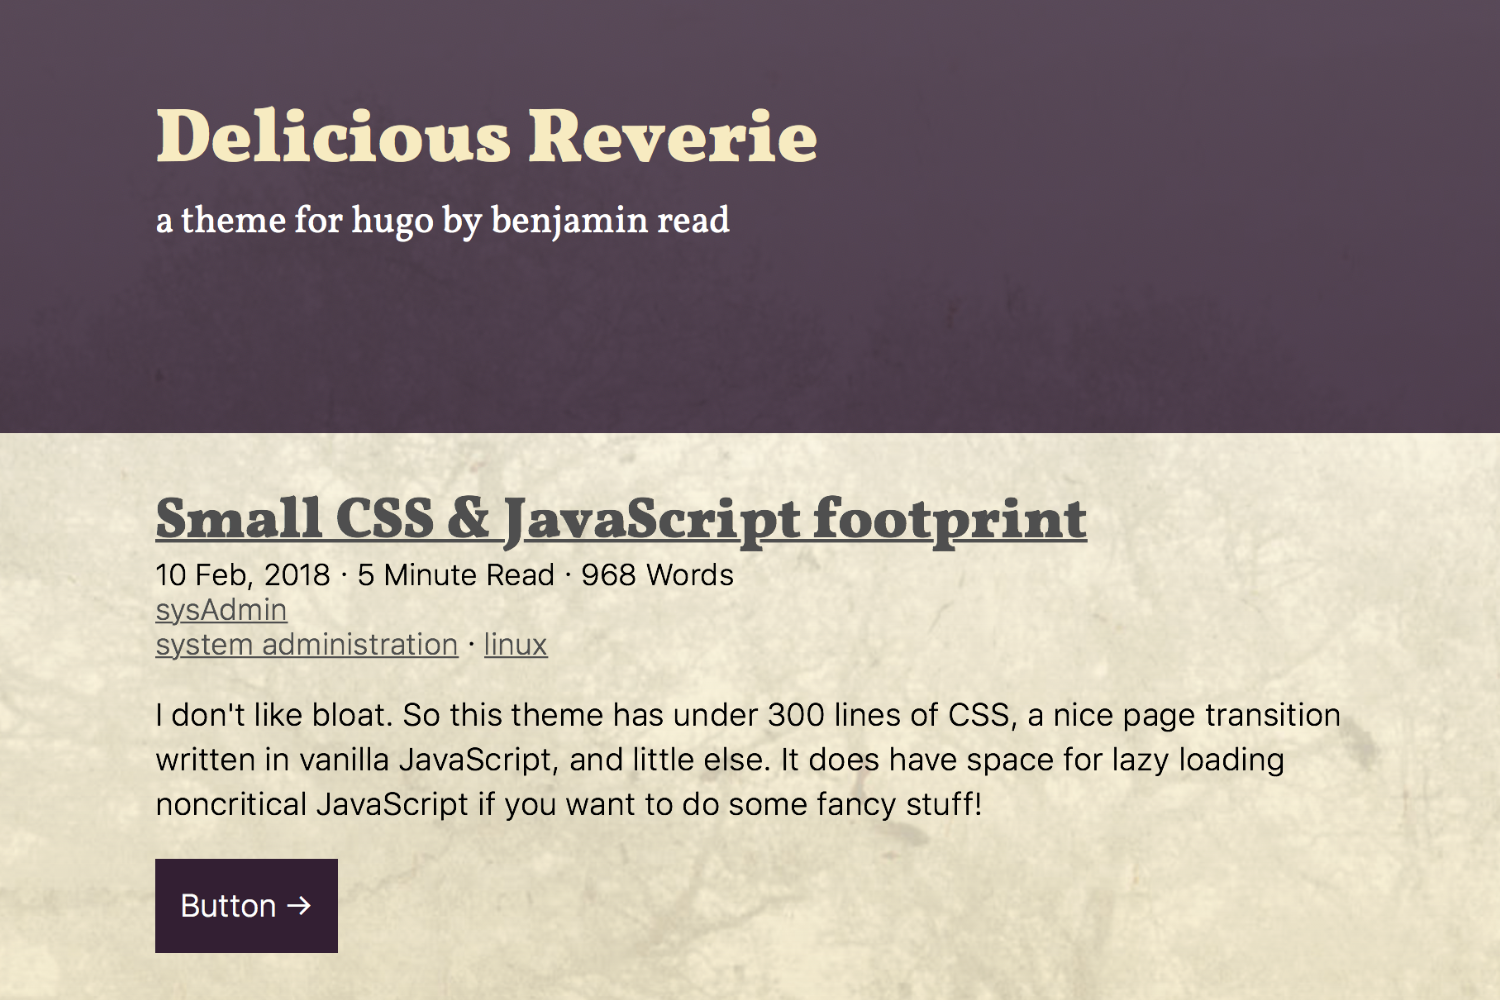 Delicious Reverie
a theme for hugo by benjamin read
Small CSS & JavaScript footprint
10 Feb, 2018 · 5 Minute Read · 968 Words
sysAdmin
system administration · linux
I don't like bloat. So this theme has under 300 lines of CSS, a nice page transition
written in vanilla JavaScript, and little else. It does have space for lazy loading
noncritical JavaScript if you want to do some fancy stuff!
Button →